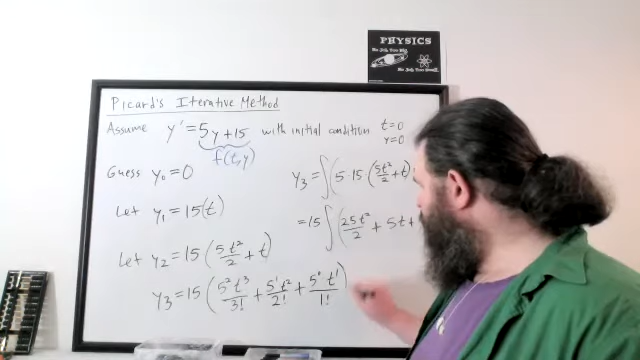 PHYSICS
Picard's Iterative Method
Assume y' = 5y + 15 with initial condition t=0 y=0
f(t,y)
Guess y₀ = 0
y₃ = ∫(5·15·(5t²/2 + t)
Let y₁ = 15(t)
= 15∫(25t²/2 + 5t +
Let y₂ = 15(5t²/2 + t)
y₃ = 15(5²t³/3! + 5¹t²/2! + 5⁰t¹/1!)